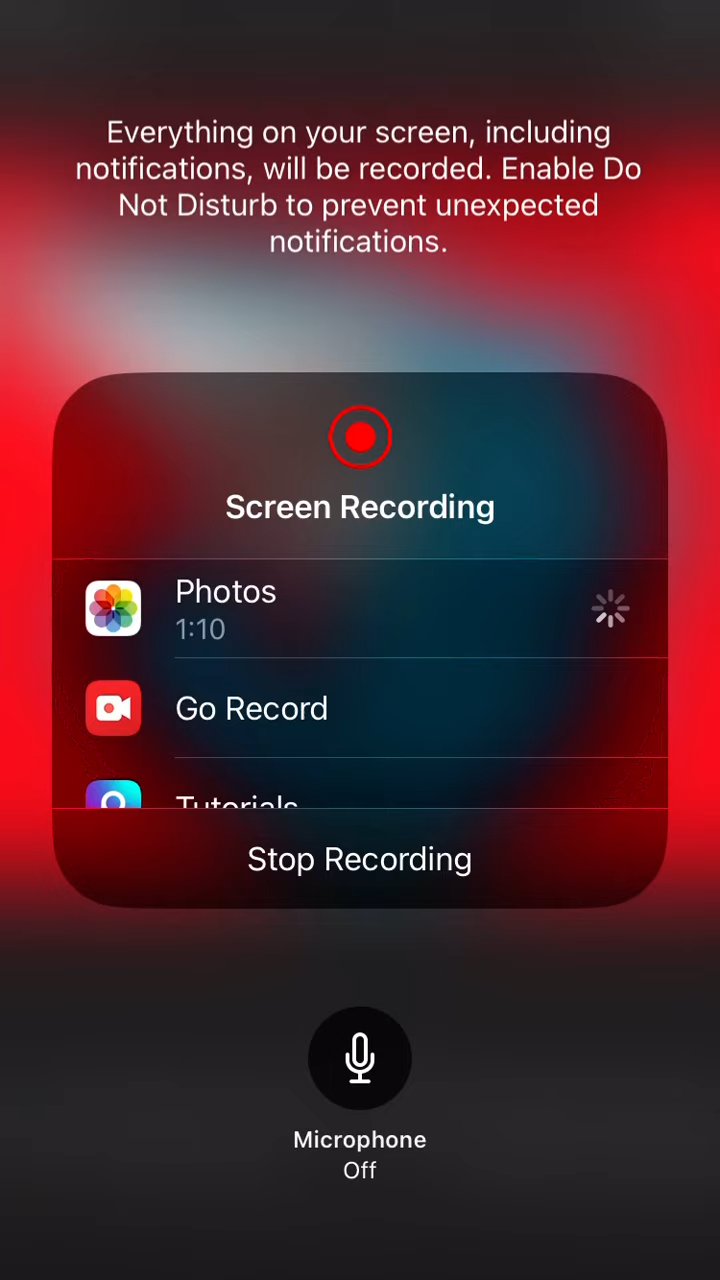 Everything on your screen, including
notifications, will be recorded. Enable Do
Not Disturb to prevent unexpected
notifications.
Screen Recording
Photos
1:10
Go Record
Tutorials
Stop Recording
Microphone
Off